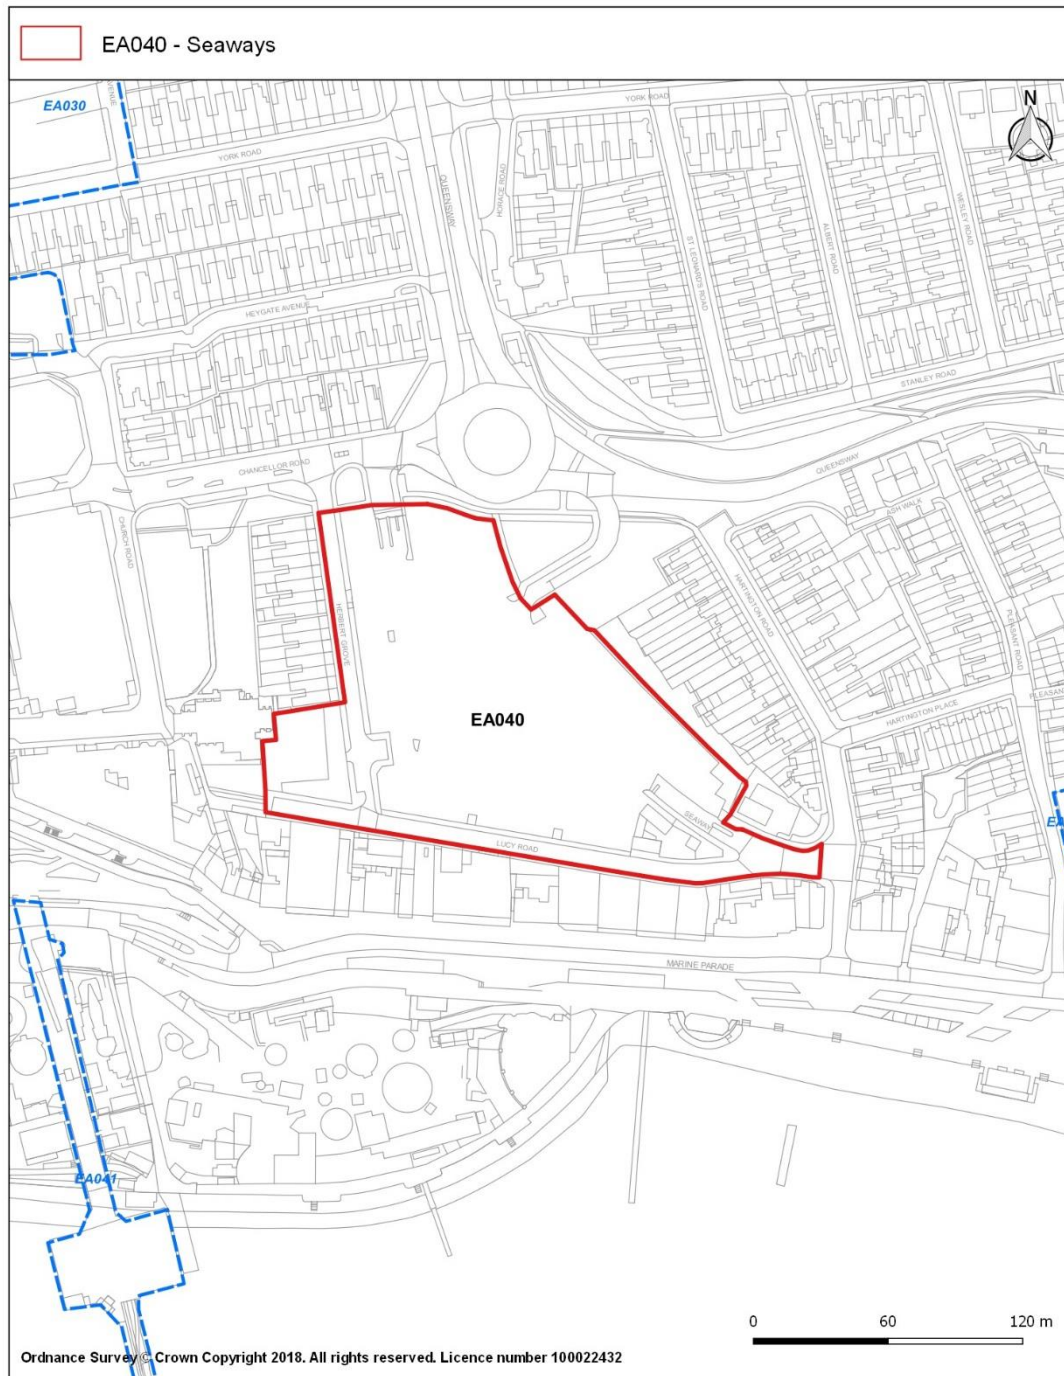 EA040 - Seaways
EA030
AVENUE
YORK ROAD
N
YORK ROAD
QUEENSWAY
HORACE ROAD
ST LEONARD'S ROAD
ALBERT ROAD
WESLEY ROAD
HEYGATE AVENUE
STANLEY ROAD
CHANCELLOR ROAD
QUEENSWAY
ASH WALK
CHURCH ROAD
HERBERT GROVE
HARTINGTON ROAD
PLEASANT ROAD
PLEASAN
HARTINGTON PLACE
EA040
SEAWAY
EA
LUCY ROAD
MARINE PARADE
EA041
0 60 120 m
Ordnance Survey © Crown Copyright 2018. All rights reserved. Licence number 100022432